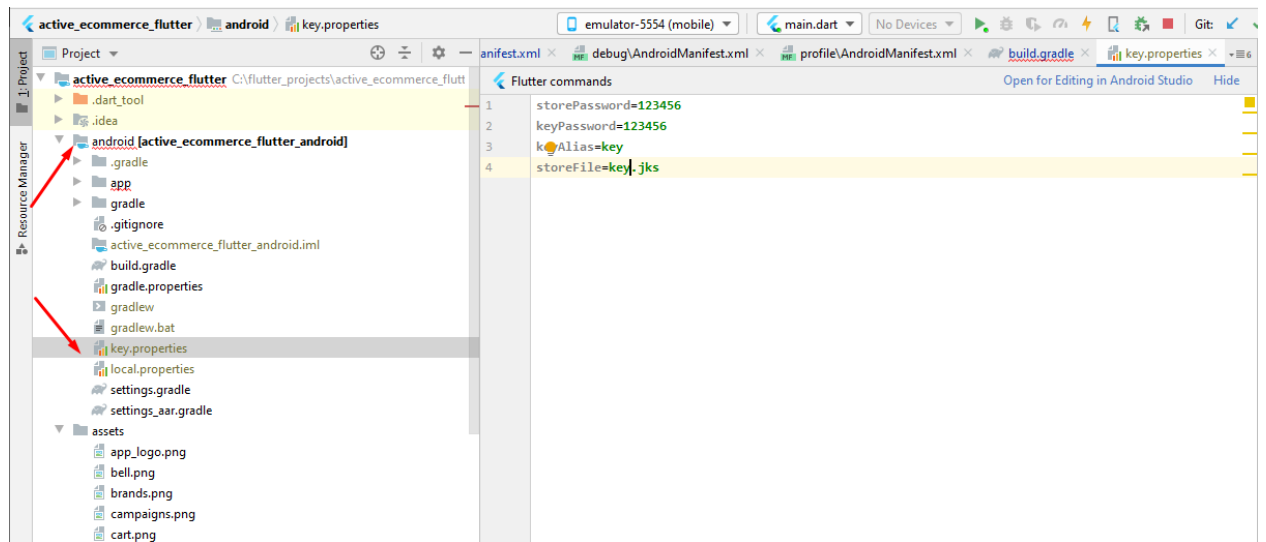 active_ecommerce_flutter android key.properties emulator-5554 (mobile) main.dart No Devices Git:
1: Project
Resource Manager
Project
anifest.xml debug\AndroidManifest.xml profile\AndroidManifest.xml build.gradle key.properties 6
active_ecommerce_flutter C:\flutter_projects\active_ecommerce_flutt
.dart_tool
.idea
android [active_ecommerce_flutter_android]
.gradle
app
gradle
.gitignore
active_ecommerce_flutter_android.iml
build.gradle
gradle.properties
gradlew
gradlew.bat
key.properties
local.properties
settings.gradle
settings_aar.gradle
assets
app_logo.png
bell.png
brands.png
campaigns.png
cart.png
Flutter commands Open for Editing in Android Studio Hide
1 storePassword=123456
2 keyPassword=123456
3 keyAlias=key
4 storeFile=key.jks